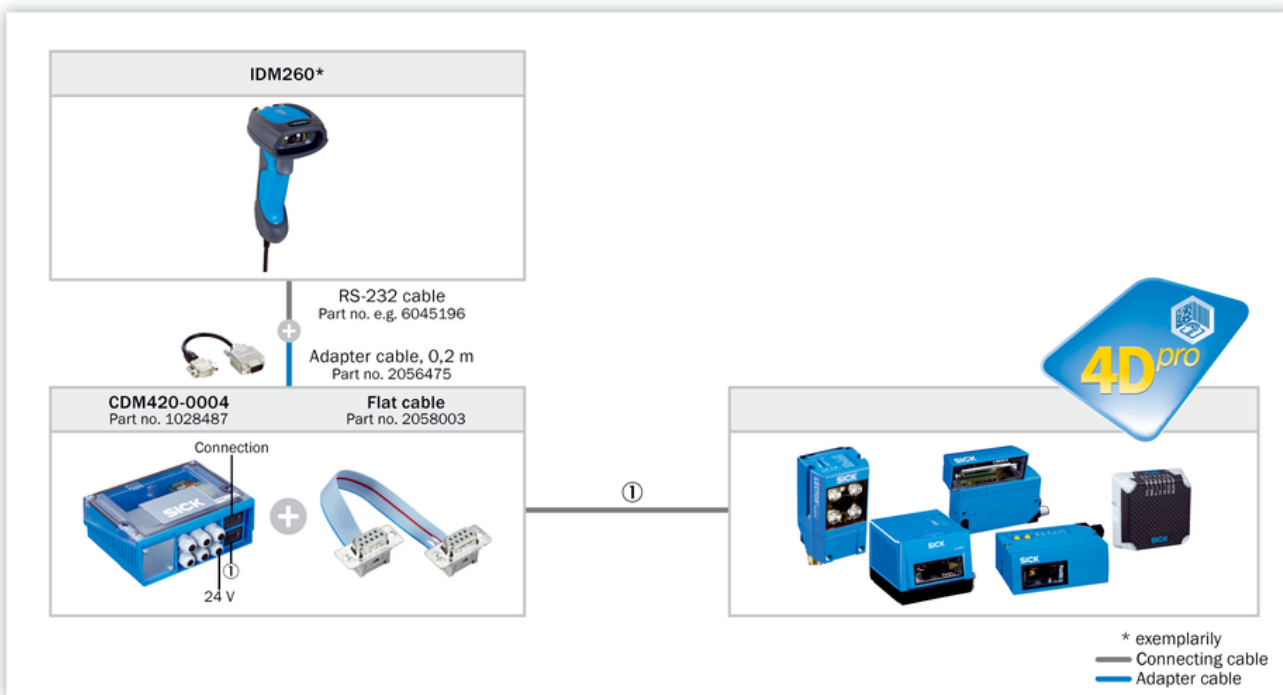 IDM260*
RS-232 cable
Part no. e.g. 6045196
Adapter cable, 0,2 m
Part no. 2056475
CDM420-0004
Part no. 1028487
Flat cable
Part no. 2058003
Connection
SICK
①
24 V
①
4Dpro
SICK
LECTOR
SICK
SICK
SICK
SICK
* exemplarily
Connecting cable
Adapter cable